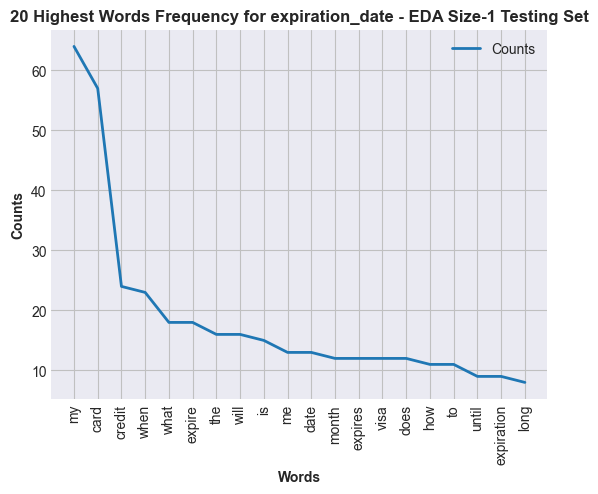 20 Highest Words Frequency for expiration_date - EDA Size-1 Testing Set
Counts
60
50
40
30
20
10
Counts
my
card
credit
when
what
expire
the
will
is
me
date
month
expires
visa
does
how
to
until
expiration
long
Words